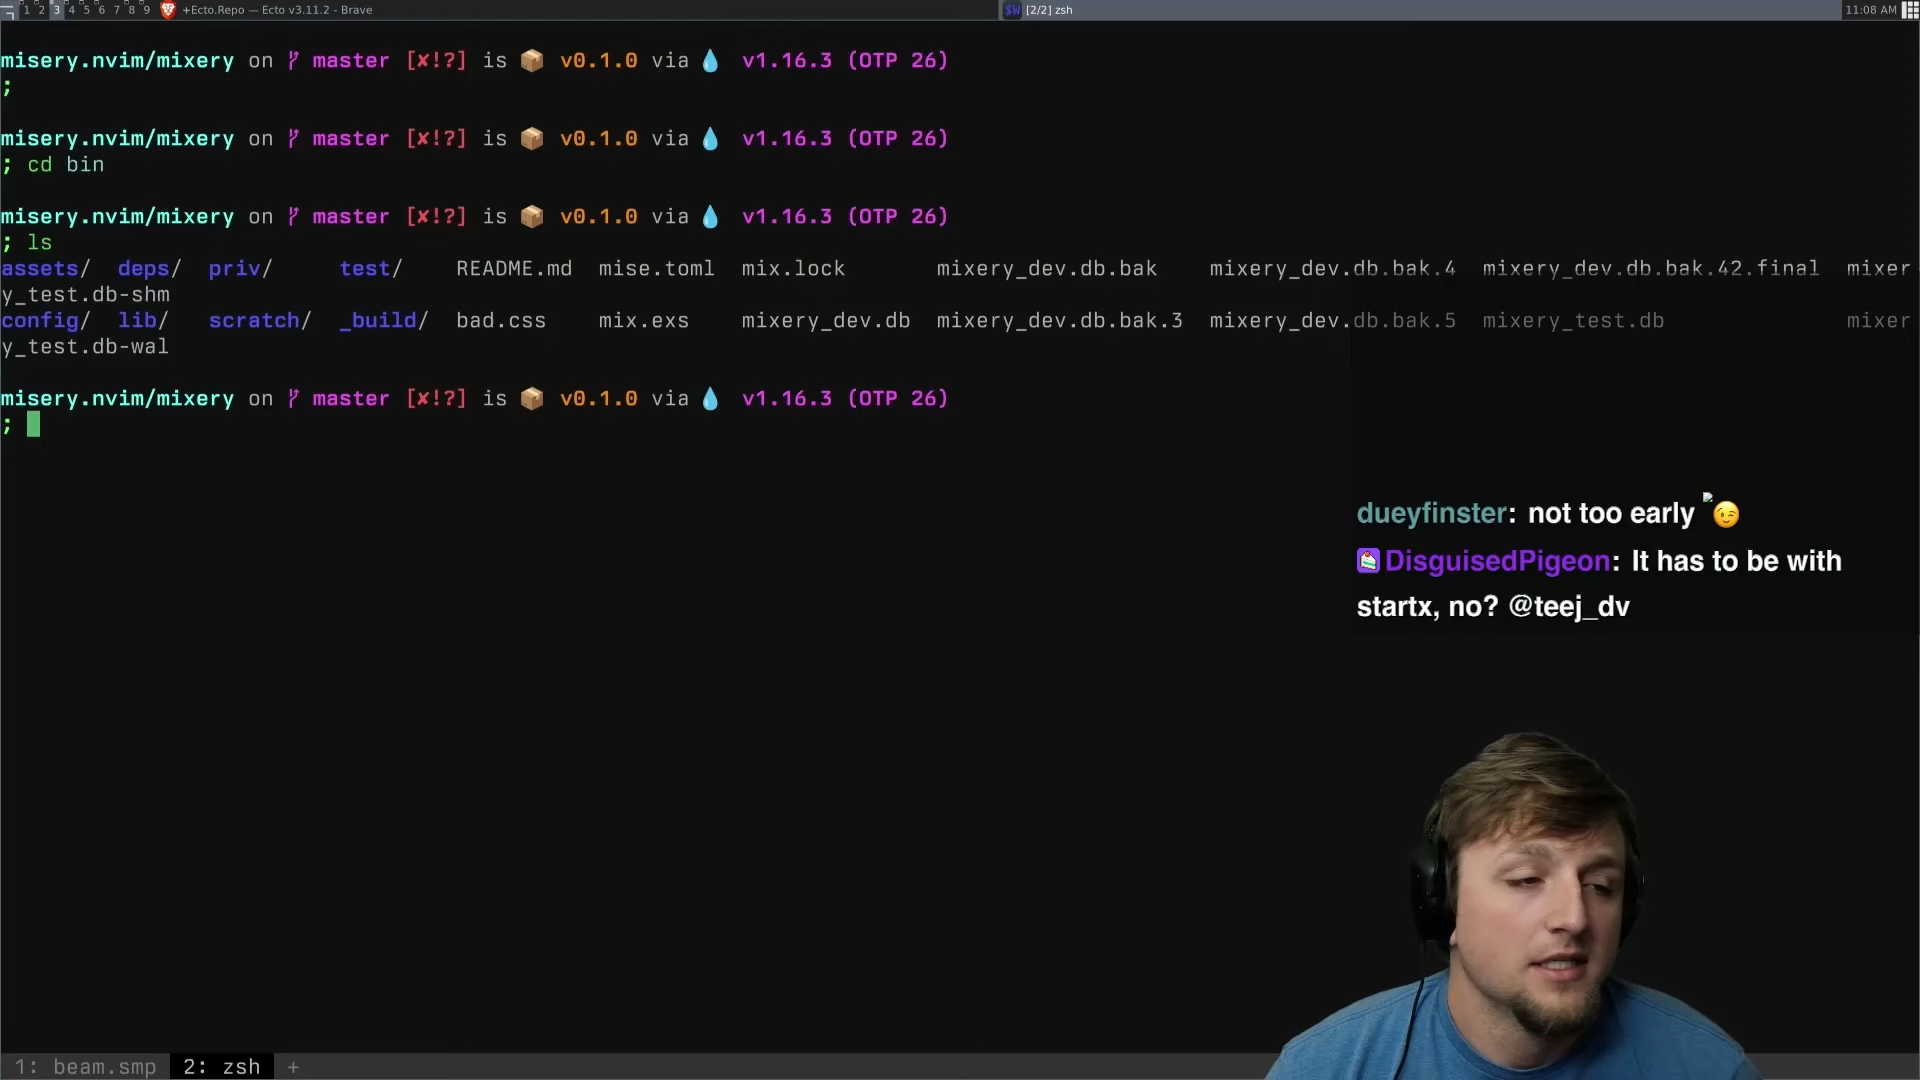 1 2 3 4 5 6 7 8 9 +Ecto.Repo — Ecto v3.11.2 - Brave $W [2/2] zsh 11:08 AM
misery.nvim/mixery on master [✘!?] is 📦 v0.1.0 via 💧 v1.16.3 (OTP 26)
;
misery.nvim/mixery on master [✘!?] is 📦 v0.1.0 via 💧 v1.16.3 (OTP 26)
; cd bin
misery.nvim/mixery on master [✘!?] is 📦 v0.1.0 via 💧 v1.16.3 (OTP 26)
; ls
assets/ deps/ priv/ test/ README.md mise.toml mix.lock mixery_dev.db.bak mixery_dev.db.bak.4 mixery_dev.db.bak.42.final mixer
y_test.db-shm
config/ lib/ scratch/ _build/ bad.css mix.exs mixery_dev.db mixery_dev.db.bak.3 mixery_dev.db.bak.5 mixery_test.db mixer
y_test.db-wal
misery.nvim/mixery on master [✘!?] is 📦 v0.1.0 via 💧 v1.16.3 (OTP 26)
;
dueyfinster: not too early 😉
DisguisedPigeon: It has to be with
startx, no? @teej_dv
1: beam.smp 2: zsh +